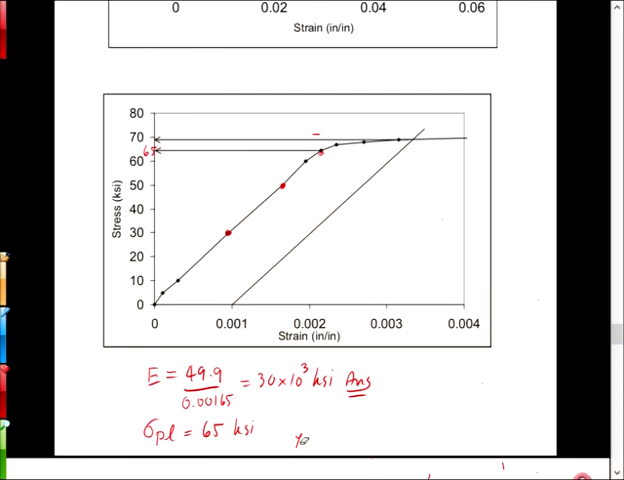 0 0.02 0.04 0.06
Strain (in/in)
80
70
65
60
50
40
30
20
10
0
Stress (ksi)
0 0.001 0.002 0.003 0.004
Strain (in/in)
E = 49.9 / 0.00165 = 30×10³ ksi Ans
σpl = 65 ksi